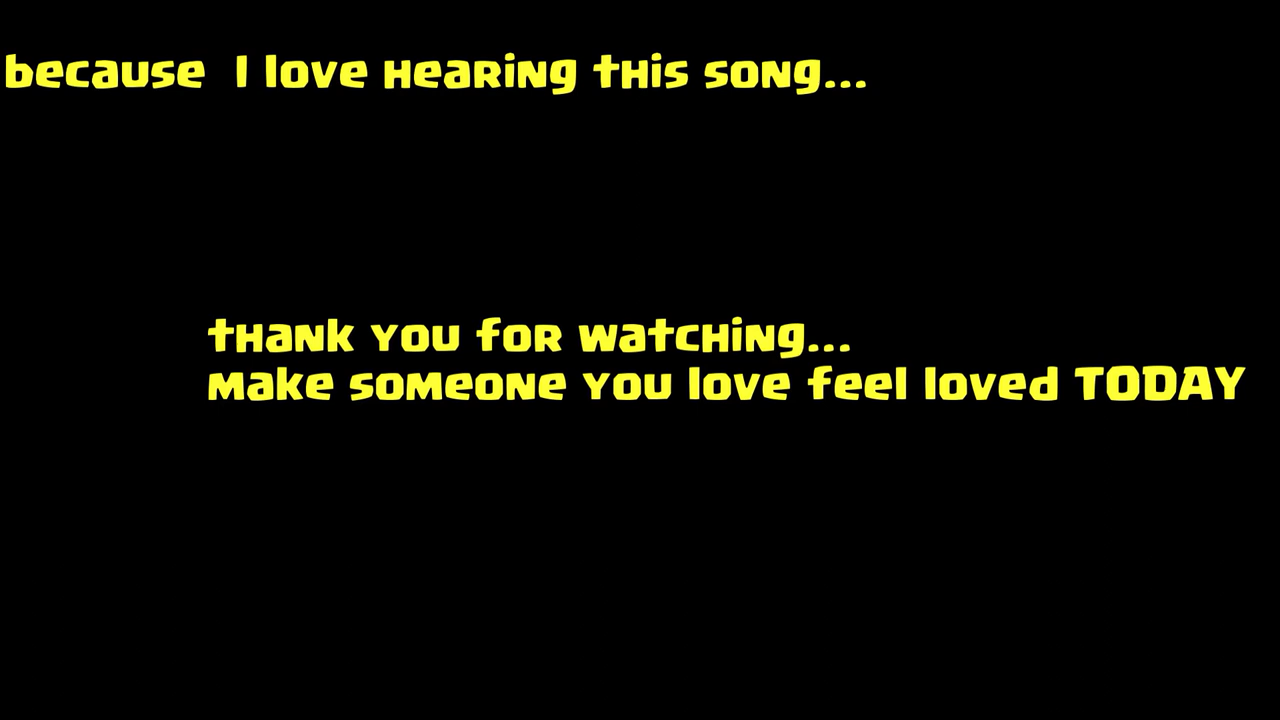 because I love hearing this song...
thank you for watching...
make someone you love feel loved TODAY